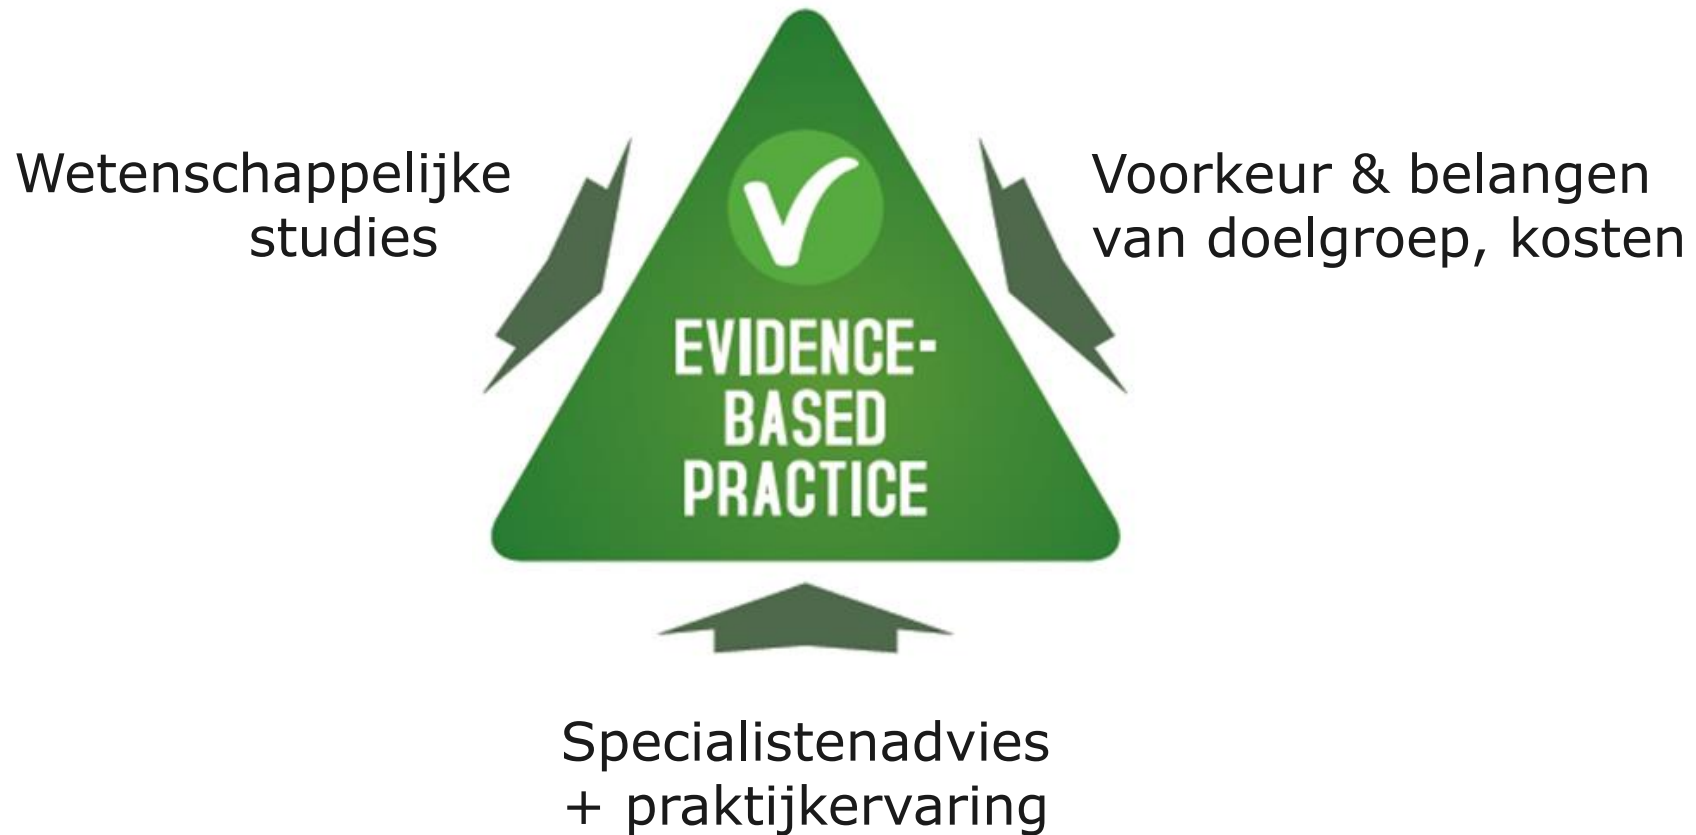 Wetenschappelijke
studies
Voorkeur & belangen
van doelgroep, kosten
EVIDENCE-
BASED
PRACTICE
Specialistenadvies
+ praktijkervaring